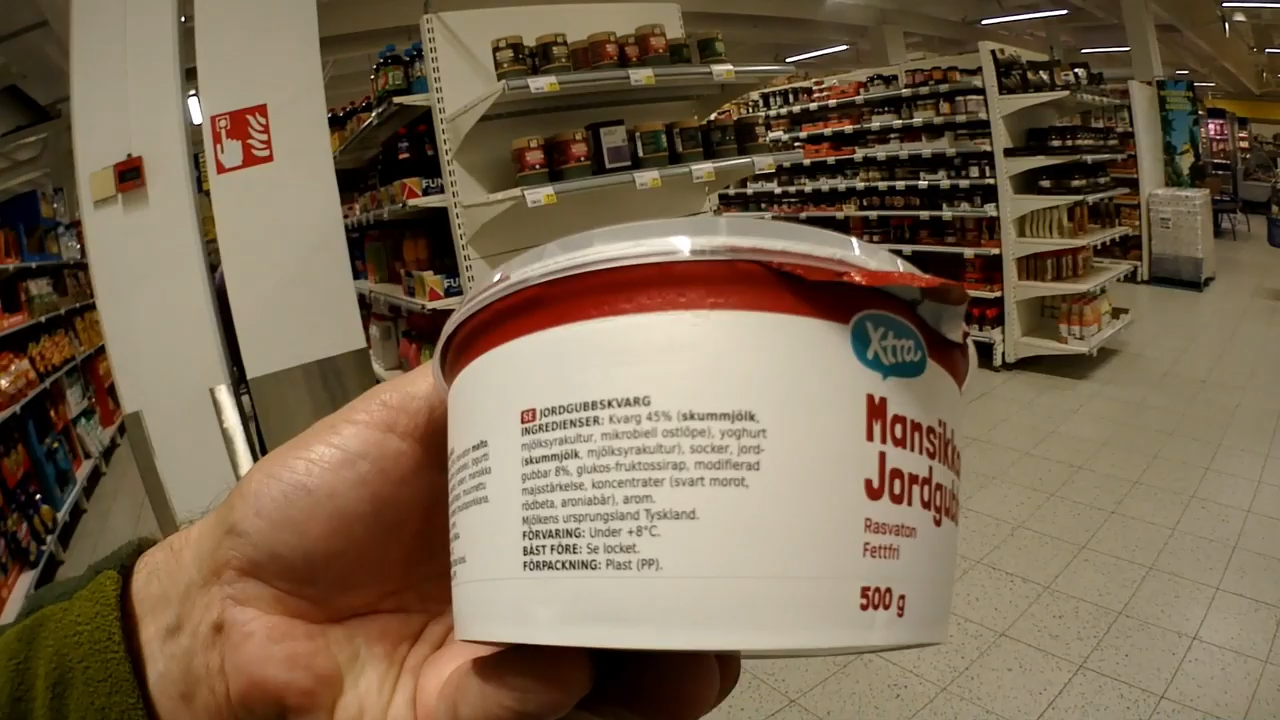 Xtra
Mansikka
Jordgub
Rasvaton
Fettfri
500 g
SE JORDGUBBSKVARG
INGREDIENSER: Kvarg 45% (skummjölk,
mjölksyrakultur, mikrobiell ostlöpe), yoghurt
(skummjölk, mjölksyrakultur), socker, jord-
gubbar 8%, glukos-fruktossirap, modifierad
majsstärkelse, koncentrater (svart morot,
rödbeta, aroniabär), arom.
Mjölkens ursprungsland Tyskland.
FÖRVARING: Under +8°C.
BÄST FÖRE: Se locket.
FÖRPACKNING: Plast (PP).
FUN
FU